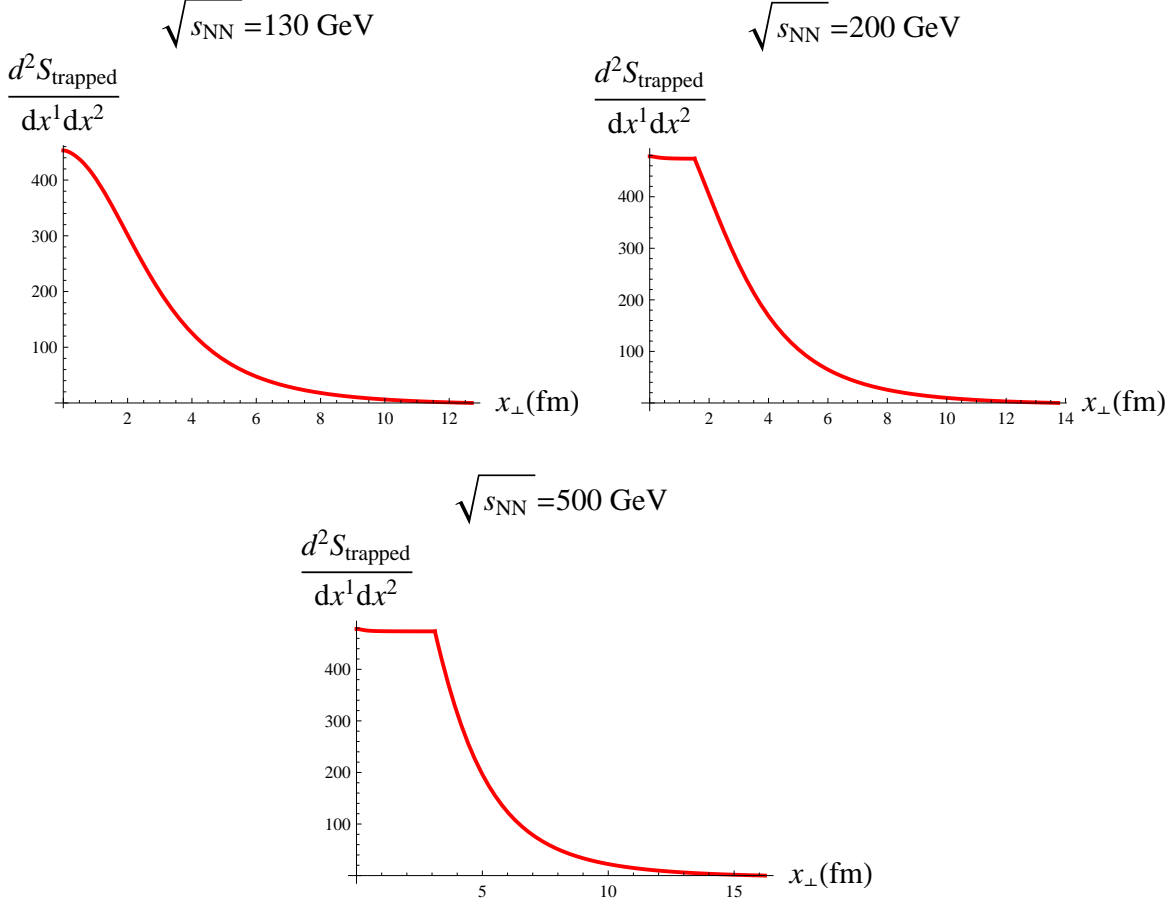 √s_NN =130 GeV
d²S_trapped
dx¹dx²
400
300
200
100
2 4 6 8 10 12
x⊥(fm)
√s_NN =200 GeV
d²S_trapped
dx¹dx²
400
300
200
100
2 4 6 8 10 12 14
x⊥(fm)
√s_NN =500 GeV
d²S_trapped
dx¹dx²
400
300
200
100
5 10 15
x⊥(fm)